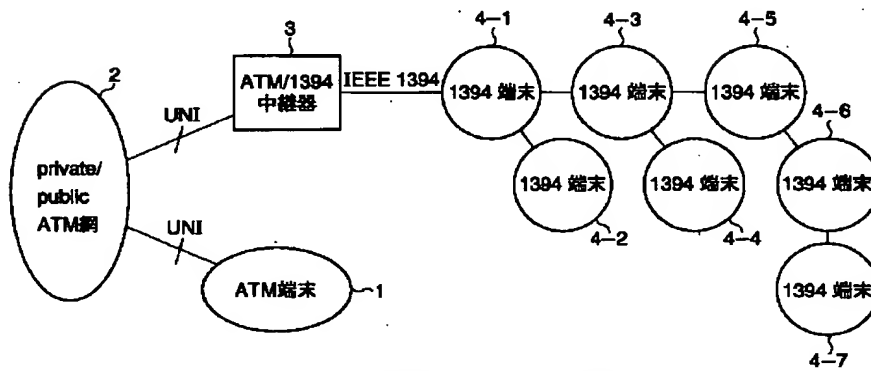 3
4-1
4-3
4-5
2
ATM/1394
中継器
IEEE 1394
1394 端末
1394 端末
1394 端末
4-6
UNI
private/
public
ATM網
1394 端末
1394 端末
1394 端末
UNI
4-2
4-4
ATM端末
1
1394 端末
4-7